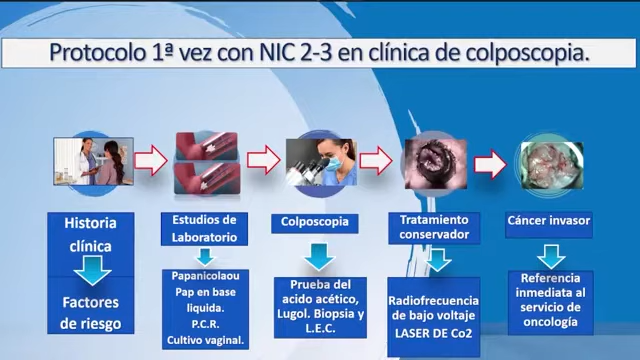 Protocolo 1ª vez con NIC 2-3 en clínica de colposcopia.
Historia
clínica
Factores
de riesgo
Estudios de
Laboratorio
Papanicolaou
Pap en base
liquida.
P.C.R.
Cultivo vaginal.
Colposcopia
Prueba del
acido acético,
Lugol. Biopsia y
L.E.C.
Tratamiento
conservador
Radiofrecuencia
de bajo voltaje
LASER DE Co2
Cáncer invasor
Referencia
inmediata al
servicio de
oncología